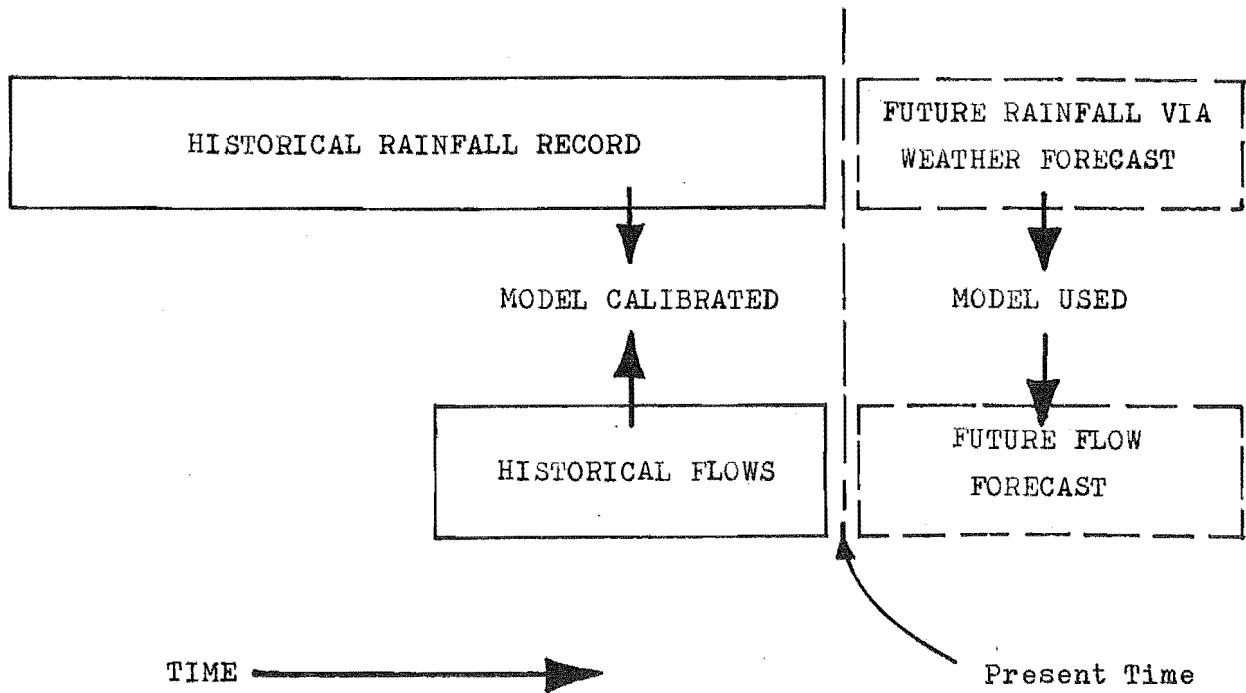 HISTORICAL RAINFALL RECORD
FUTURE RAINFALL VIA
WEATHER FORECAST
MODEL CALIBRATED
MODEL USED
HISTORICAL FLOWS
FUTURE FLOW
FORECAST
TIME
Present Time